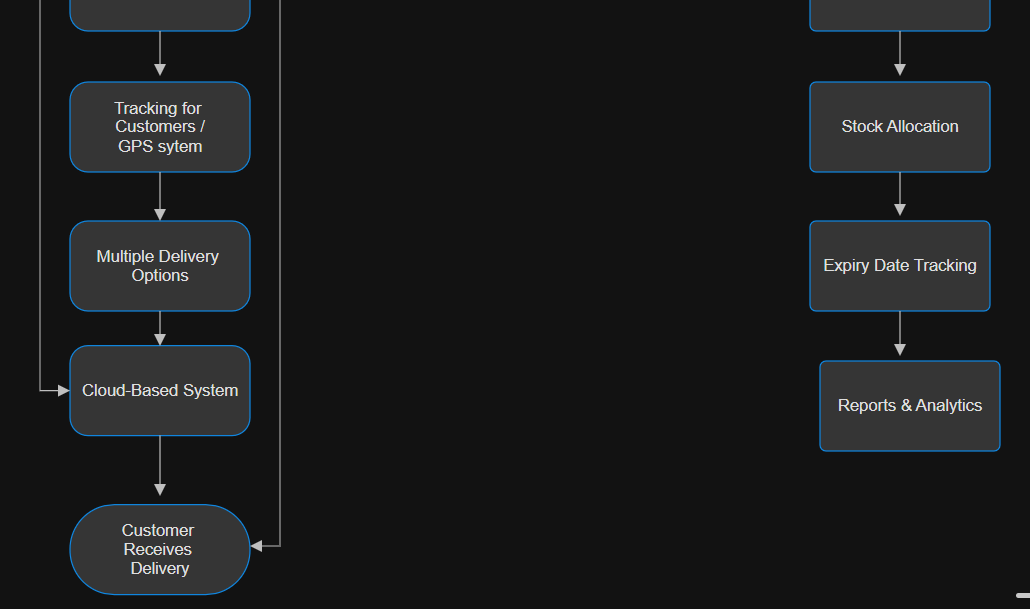 Tracking for
Customers /
GPS sytem
Multiple Delivery
Options
Cloud-Based System
Customer
Receives
Delivery
Stock Allocation
Expiry Date Tracking
Reports & Analytics